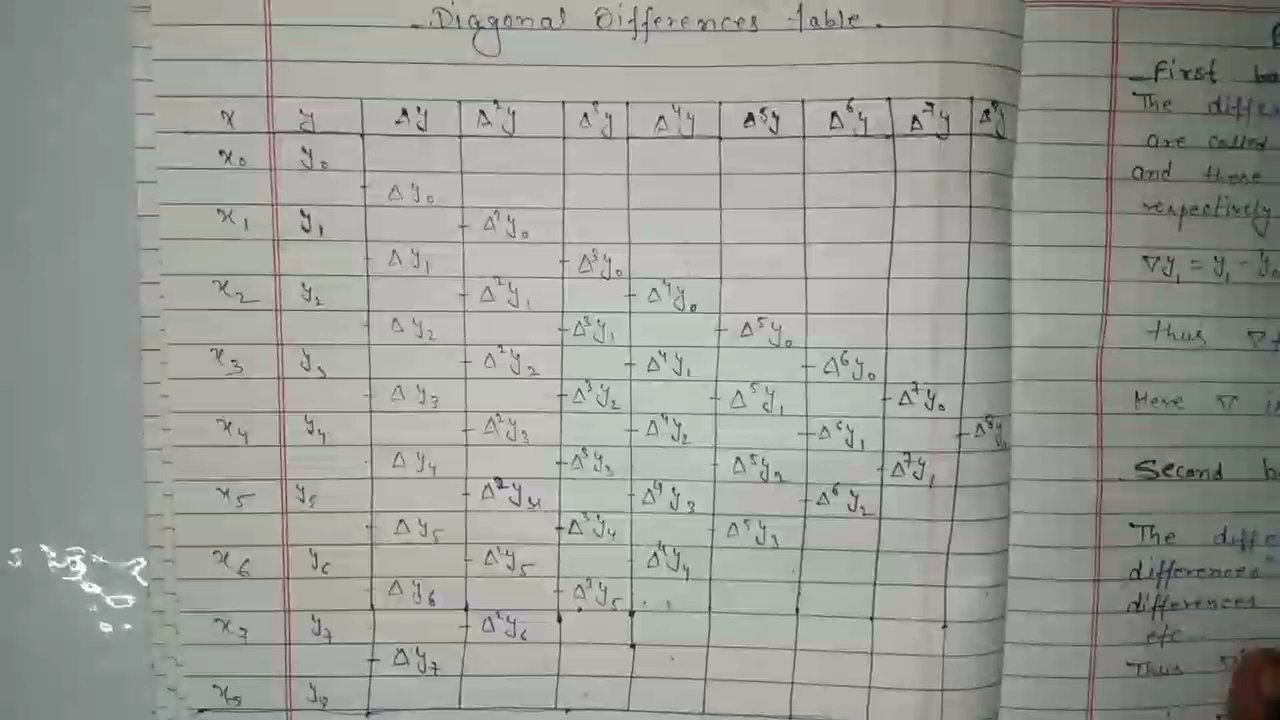 Diagonal Differences table.
x y Δy Δ²y Δ³y Δ⁴y Δ⁵y Δ⁶y Δ⁷y Δ⁸y
x₀ y₀
Δy₀
x₁ y₁ Δ²y₀
Δy₁ Δ³y₀
x₂ y₂ Δ²y₁ Δ⁴y₀
Δy₂ Δ³y₁ Δ⁵y₀
x₃ y₃ Δ²y₂ Δ⁴y₁ Δ⁶y₀
Δy₃ Δ³y₂ Δ⁵y₁ Δ⁷y₀
x₄ y₄ Δ²y₃ Δ⁴y₂ Δ⁶y₁ Δ⁸y₀
Δy₄ Δ³y₃ Δ⁵y₂ Δ⁷y₁
x₅ y₅ Δ²y₄ Δ⁴y₃ Δ⁶y₂
Δy₅ Δ³y₄ Δ⁵y₃
x₆ y₆ Δ²y₅ Δ⁴y₄
Δy₆ Δ³y₅
x₇ y₇ Δ²y₆
Δy₇
x₈ y₈
First
The
are called
and these
respectively
∇y₁ = y₁ - y₀
thus ∇
Here ∇
Second
The
differences
differences
etc
Thus